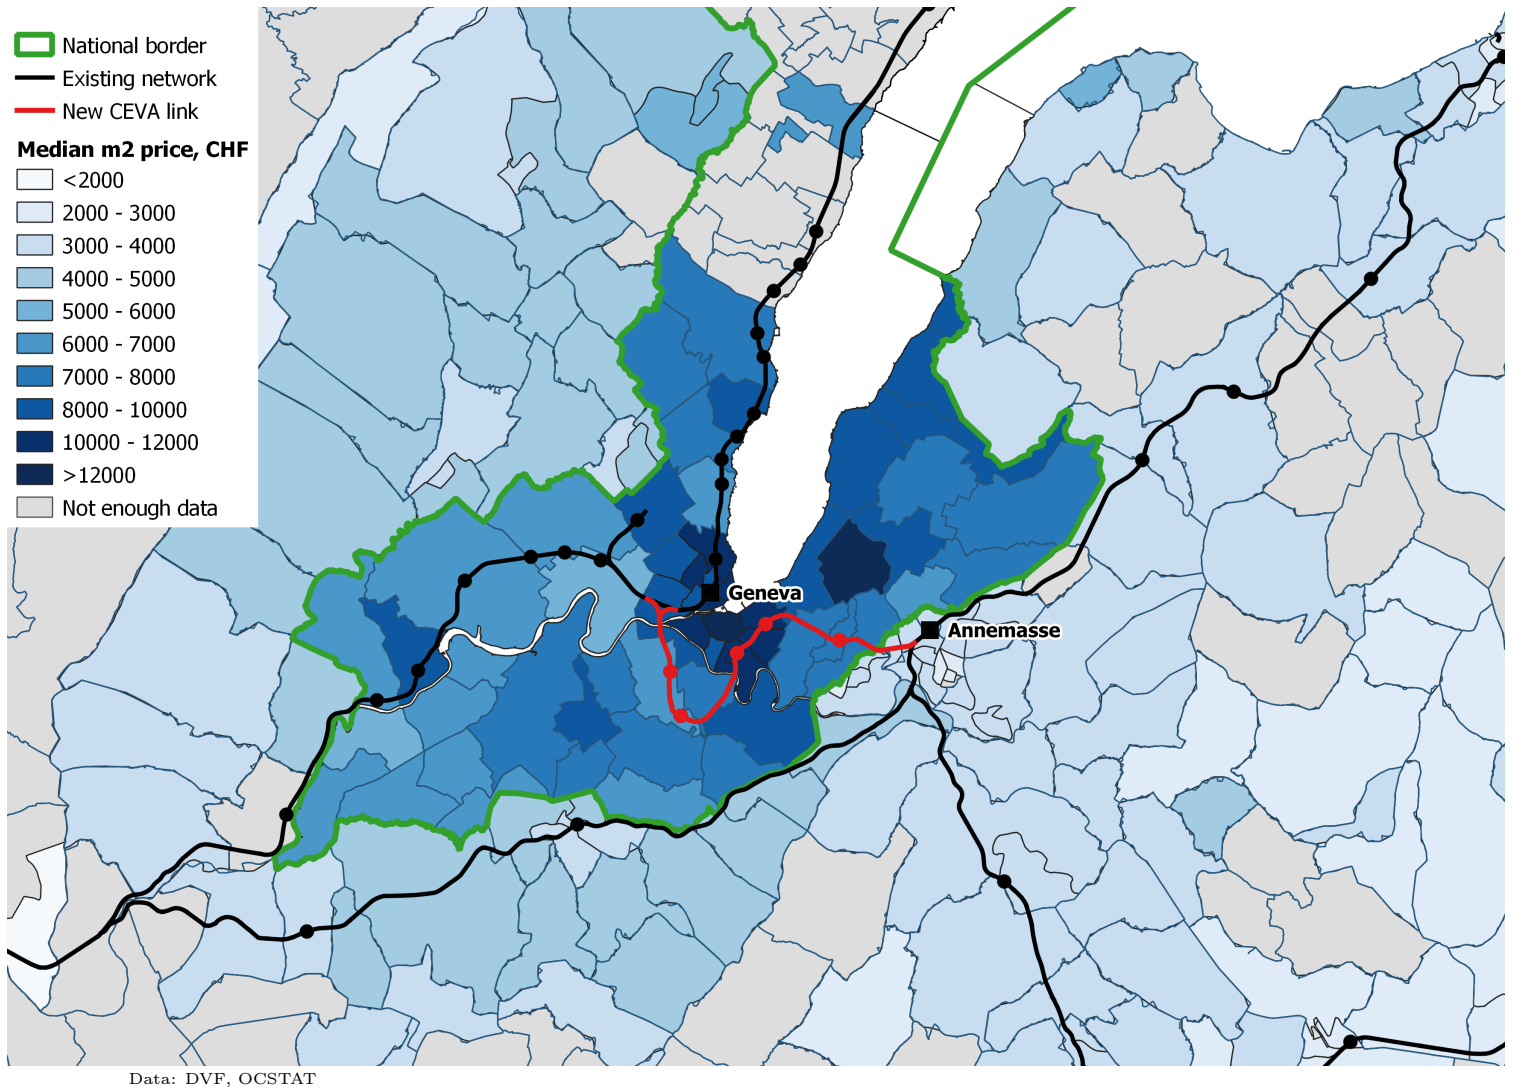 National border
Existing network
New CEVA link
Median m2 price, CHF
<2000
2000 - 3000
3000 - 4000
4000 - 5000
5000 - 6000
6000 - 7000
7000 - 8000
8000 - 10000
10000 - 12000
>12000
Not enough data
Geneva
Annemasse
Data: DVF, OCSTAT